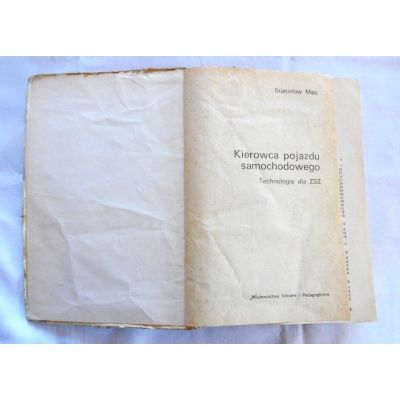 Stanisław Mac
Kierowca pojazdu
samochodowego
Technologia dla ZSZ
Wydawnictwa Szkolne i Pedagogiczne